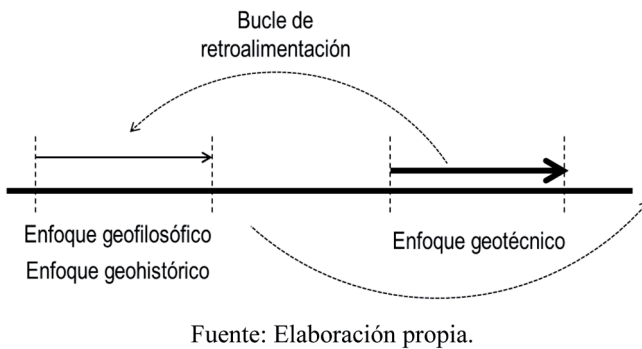 Bucle de
retroalimentación
Enfoque geofilosófico
Enfoque geohistórico
Enfoque geotécnico
Fuente: Elaboración propia.